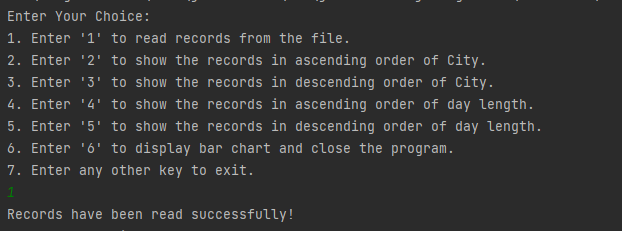 Enter Your Choice:
1. Enter '1' to read records from the file.
2. Enter '2' to show the records in ascending order of City.
3. Enter '3' to show the records in descending order of City.
4. Enter '4' to show the records in ascending order of day length.
5. Enter '5' to show the records in descending order of day length.
6. Enter '6' to display bar chart and close the program.
7. Enter any other key to exit.
1
Records have been read successfully!